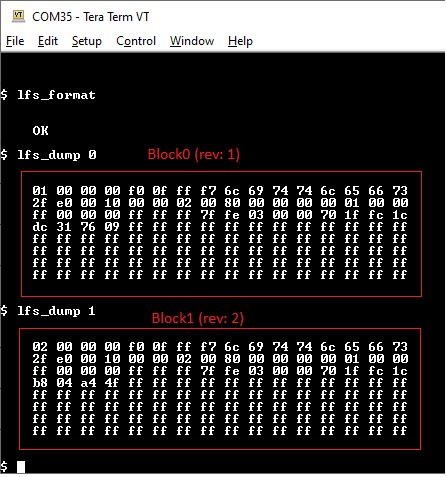 COM35 - Tera Term VT
File Edit Setup Control Window Help
$ lfs_format
OK
$ lfs_dump 0
Block0 (rev: 1)
01 00 00 00 f0 0f ff f7 6c 69 74 74 6c 65 66 73
2f e0 00 10 00 00 02 00 80 00 00 00 00 01 00 00
ff 00 00 00 ff ff ff 7f fe 03 00 00 70 1f fc 1c
dc 31 76 09 ff ff ff ff ff ff ff ff ff ff ff ff
ff ff ff ff ff ff ff ff ff ff ff ff ff ff ff ff
ff ff ff ff ff ff ff ff ff ff ff ff ff ff ff ff
ff ff ff ff ff ff ff ff ff ff ff ff ff ff ff ff
ff ff ff ff ff ff ff ff ff ff ff ff ff ff ff ff
$ lfs_dump 1
Block1 (rev: 2)
02 00 00 00 f0 0f ff f7 6c 69 74 74 6c 65 66 73
2f e0 00 10 00 00 02 00 80 00 00 00 00 01 00 00
ff 00 00 00 ff ff ff 7f fe 03 00 00 70 1f fc 1c
b8 04 a4 4f ff ff ff ff ff ff ff ff ff ff ff ff
ff ff ff ff ff ff ff ff ff ff ff ff ff ff ff ff
ff ff ff ff ff ff ff ff ff ff ff ff ff ff ff ff
ff ff ff ff ff ff ff ff ff ff ff ff ff ff ff ff
ff ff ff ff ff ff ff ff ff ff ff ff ff ff ff ff
$